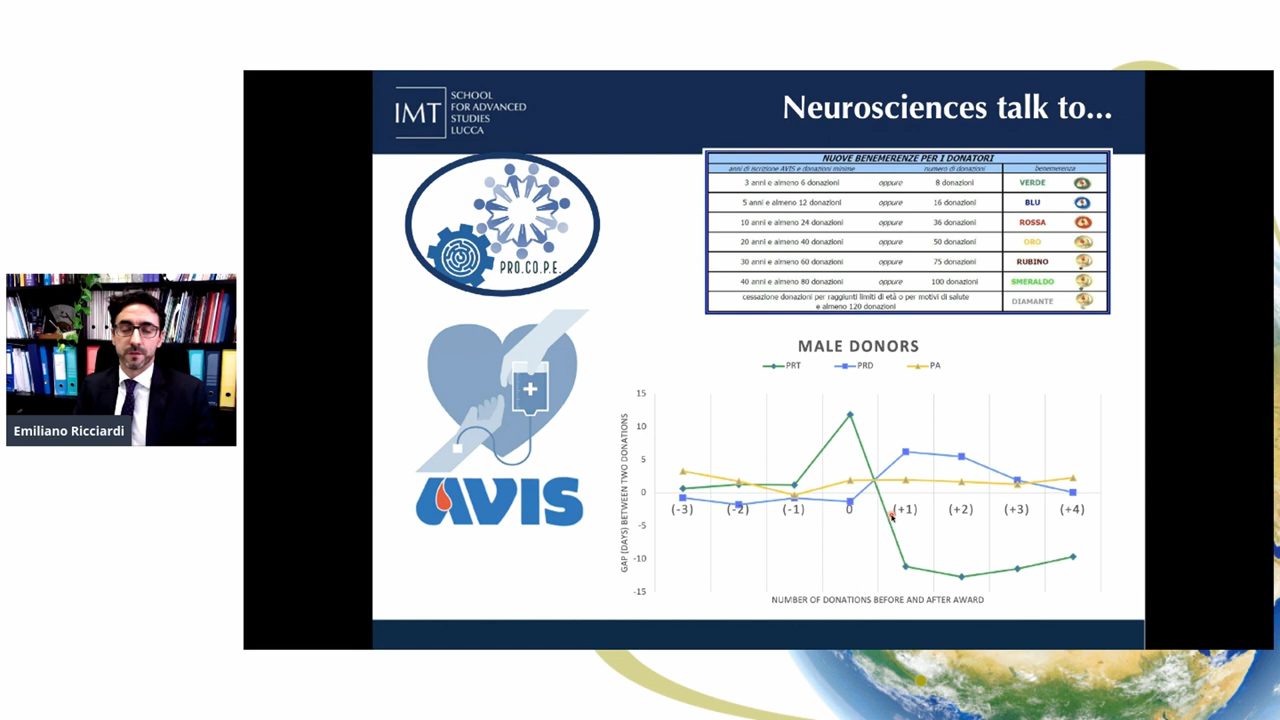 IMT
SCHOOL
FOR ADVANCED
STUDIES
LUCCA
Neurosciences talk to...
PRO.CO.P.E.
AVIS
NUOVE BENEMERENZE PER I DONATORI
anni di iscrizione AVIS e donazioni minime numero di donazioni benemerenza
3 anni e almeno 6 donazioni oppure 8 donazioni VERDE
5 anni e almeno 12 donazioni oppure 16 donazioni BLU
10 anni e almeno 24 donazioni oppure 36 donazioni ROSSA
20 anni e almeno 40 donazioni oppure 50 donazioni ORO
30 anni e almeno 60 donazioni oppure 75 donazioni RUBINO
40 anni e almeno 80 donazioni oppure 100 donazioni SMERALDO
cessazione donazioni per raggiunti limiti di età o per motivi di salute
e almeno 120 donazioni DIAMANTE
MALE DONORS
PRT PRD PA
GAP (DAYS) BETWEEN TWO DONATIONS
15
10
5
0
-5
-10
-15
(-3) (-2) (-1) 0 (+1) (+2) (+3) (+4)
NUMBER OF DONATIONS BEFORE AND AFTER AWARD
Emiliano Ricciardi